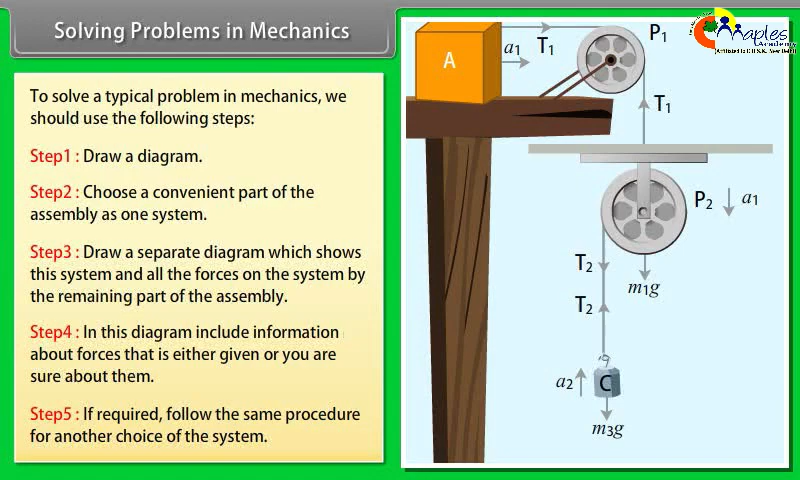 Solving Problems in Mechanics
To solve a typical problem in mechanics, we
should use the following steps:
Step1 : Draw a diagram.
Step2 : Choose a convenient part of the
assembly as one system.
Step3 : Draw a separate diagram which shows
this system and all the forces on the system by
the remaining part of the assembly.
Step4 : In this diagram include information
about forces that is either given or you are
sure about them.
Step5 : If required, follow the same procedure
for another choice of the system.
A
a₁
T₁
P₁
T₁
P₂
a₁
T₂
m₁g
T₂
a₂
C
m₃g
Maples
Academy